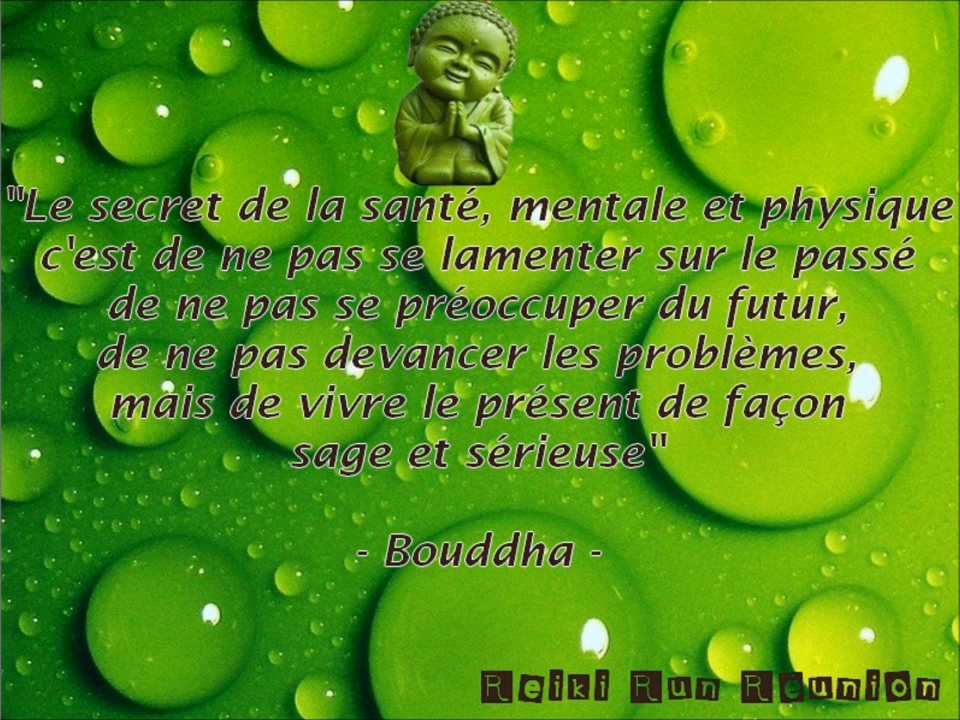 "Le secret de la santé, mentale et physique
c'est de ne pas se lamenter sur le passé
de ne pas se préoccuper du futur,
de ne pas devancer les problèmes,
mais de vivre le présent de façon
sage et sérieuse"
- Bouddha -
Reiki Run Réunion